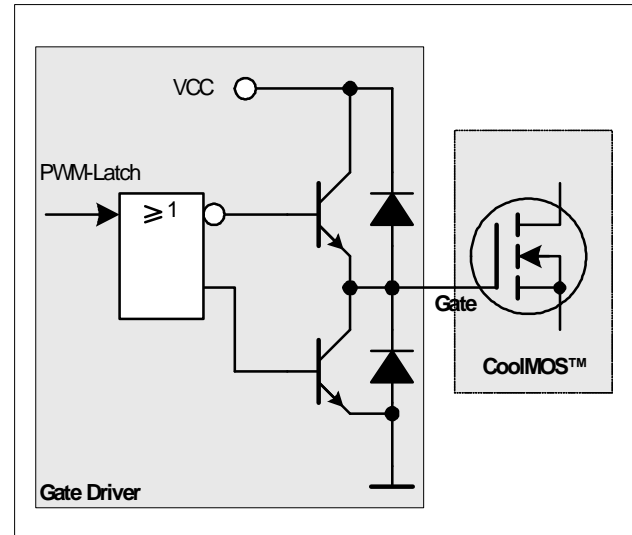 VCC
PWM-Latch
≥1
Gate
CoolMOS™
Gate Driver